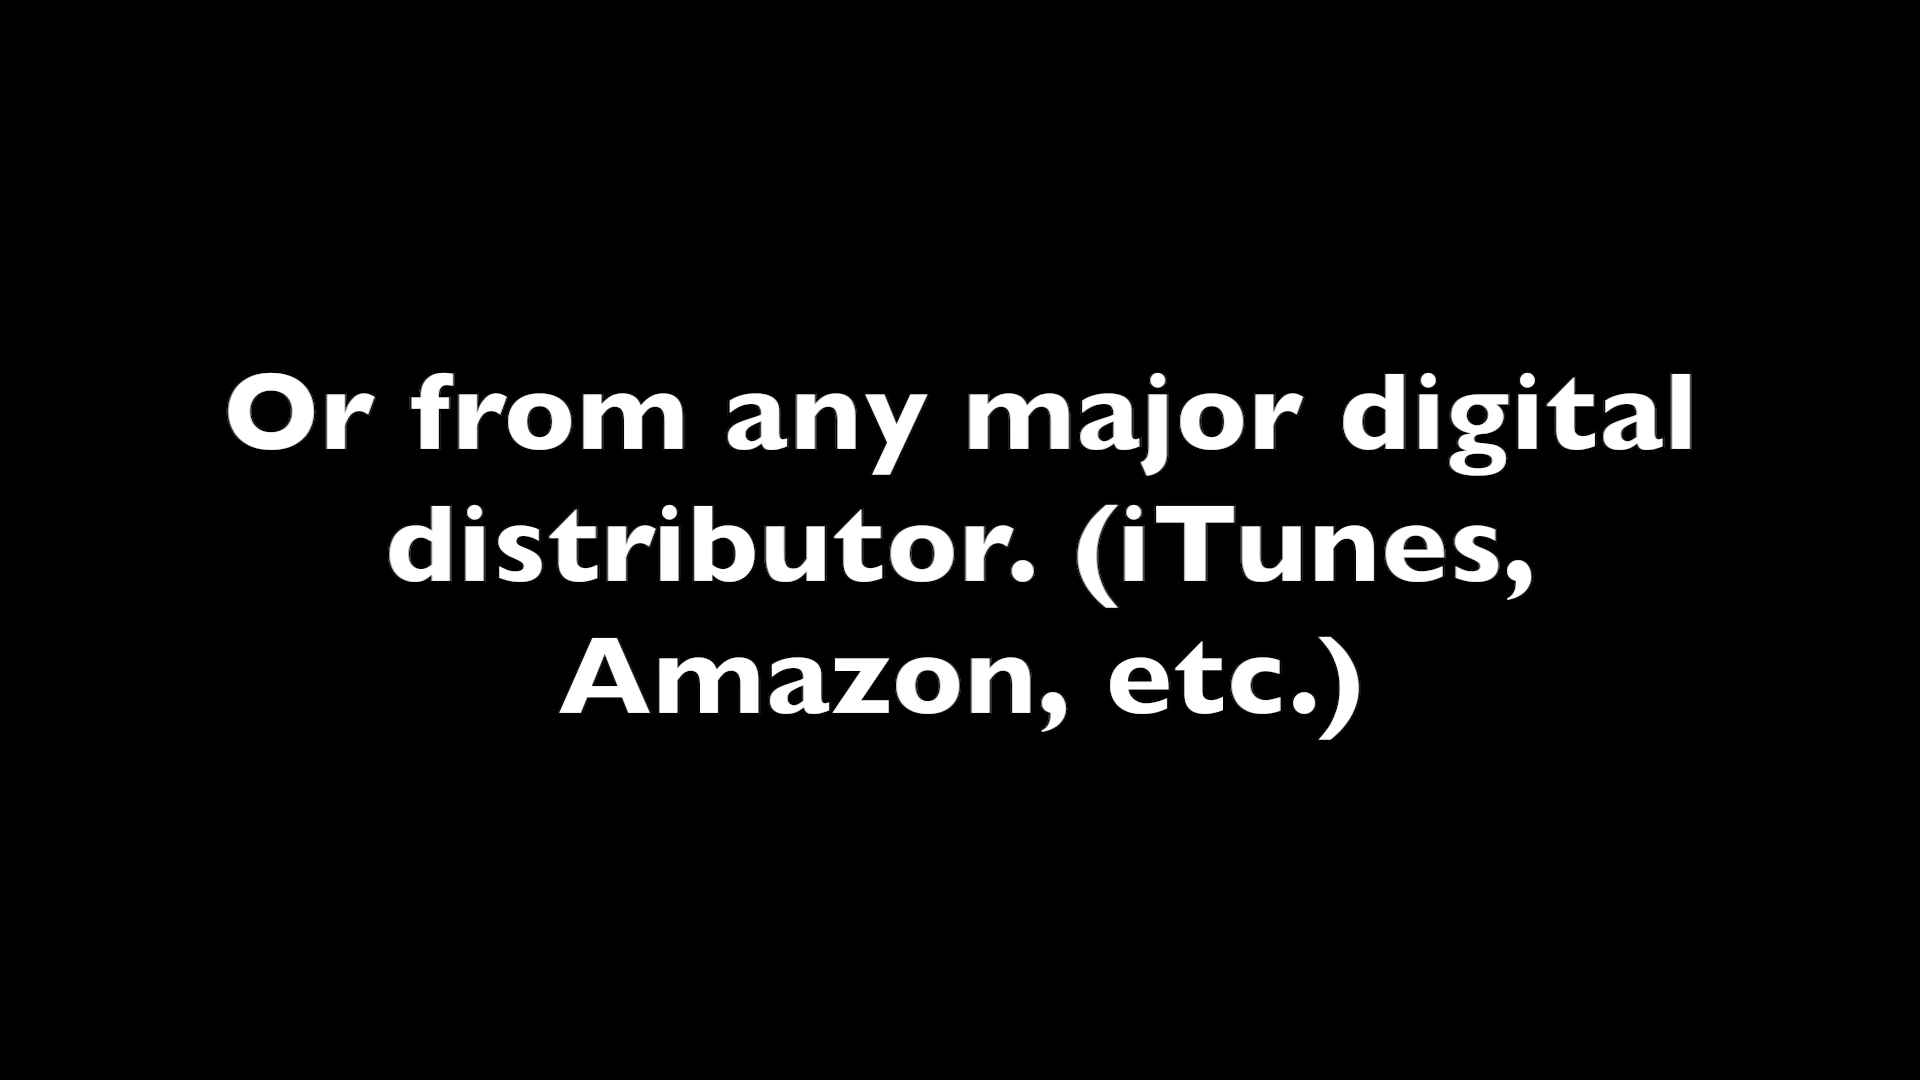 Or from any major digital
distributor. (iTunes,
Amazon, etc.)